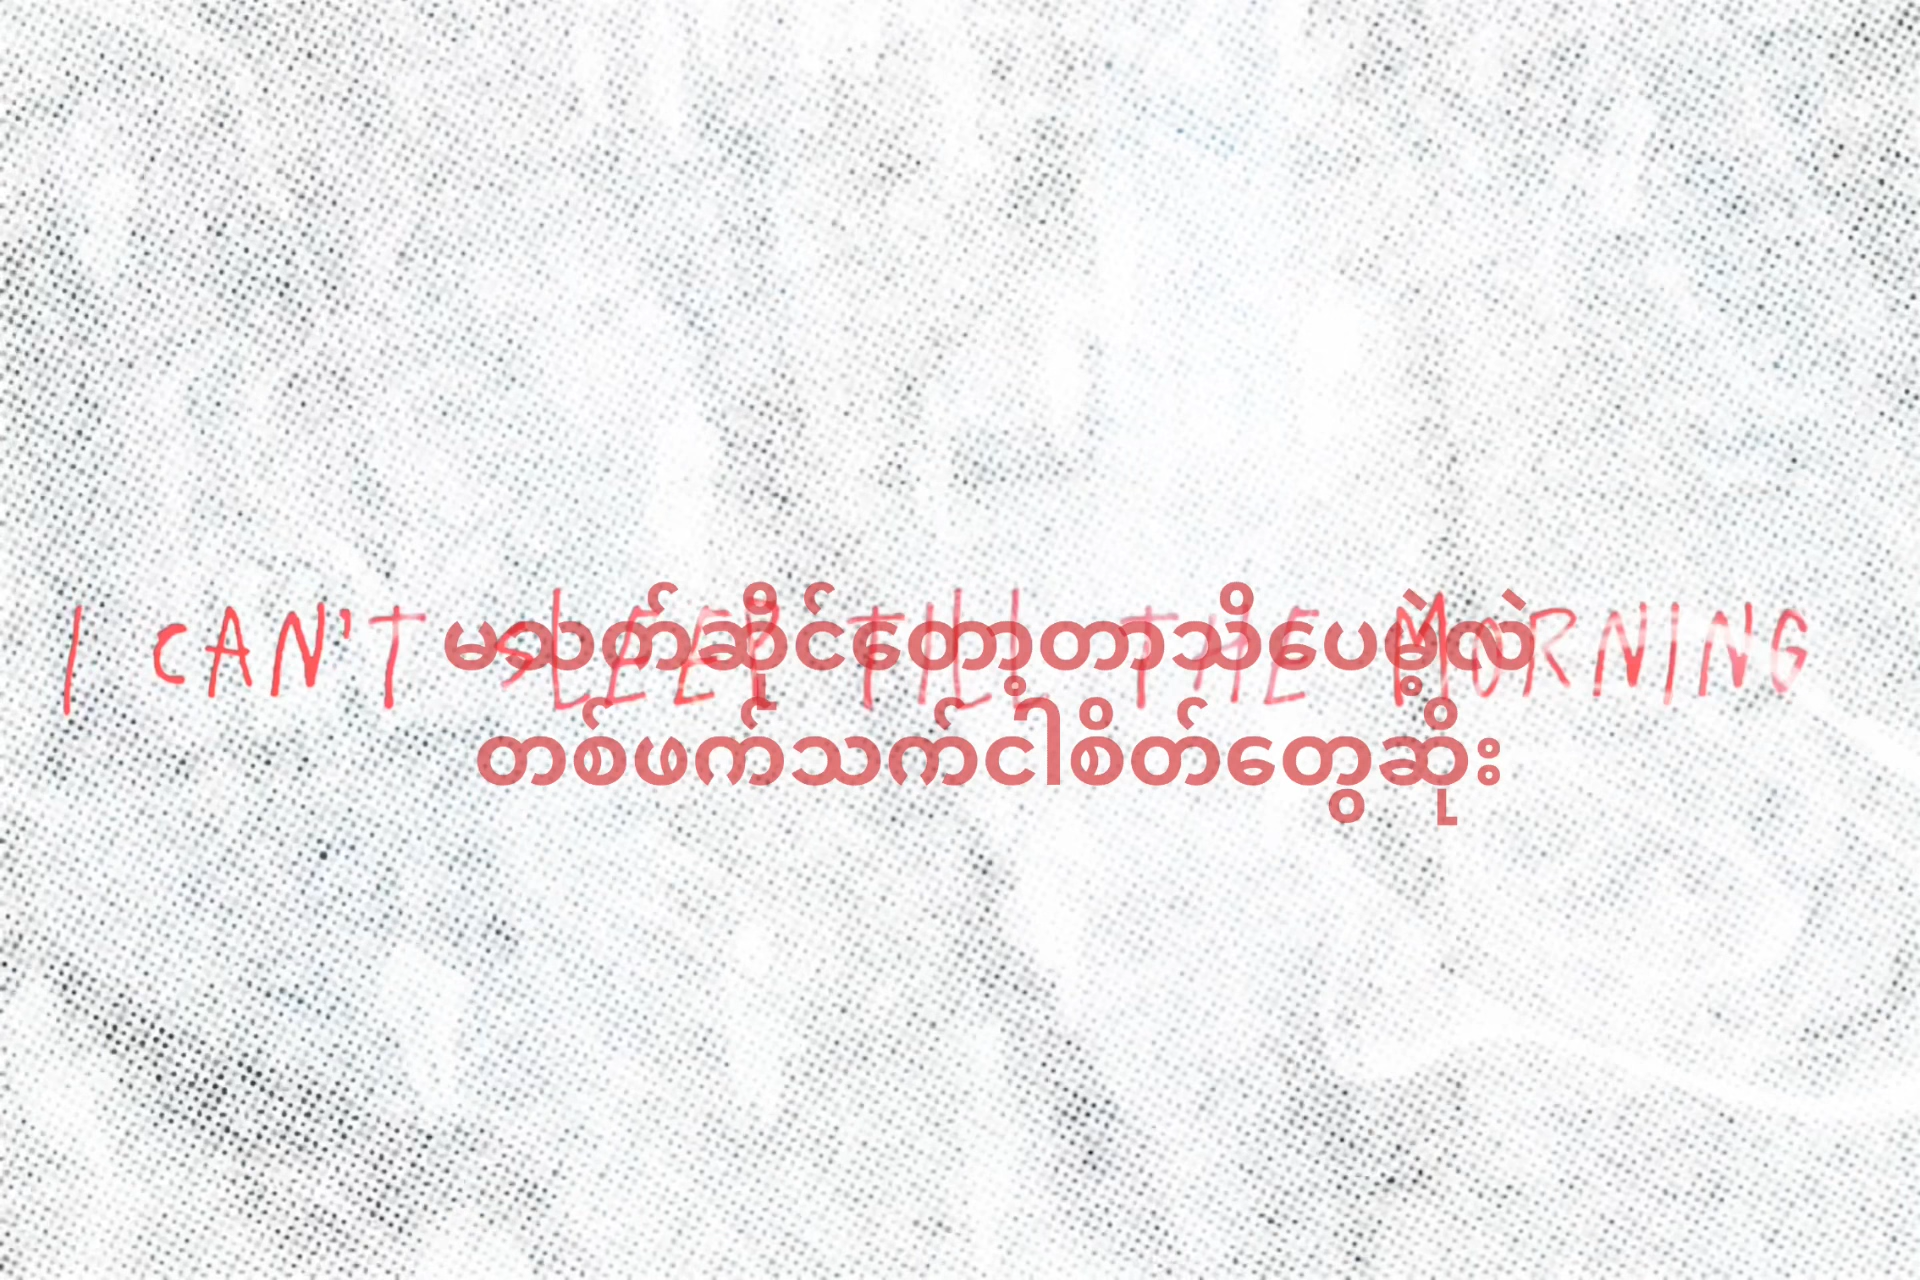 I CAN'T SLEEP TILL THE MORNING
မသက်ဆိုင်တော့တာသိပေမဲ့လဲ
တစ်ဖက်သက်ငါစိတ်တွေဆိုး